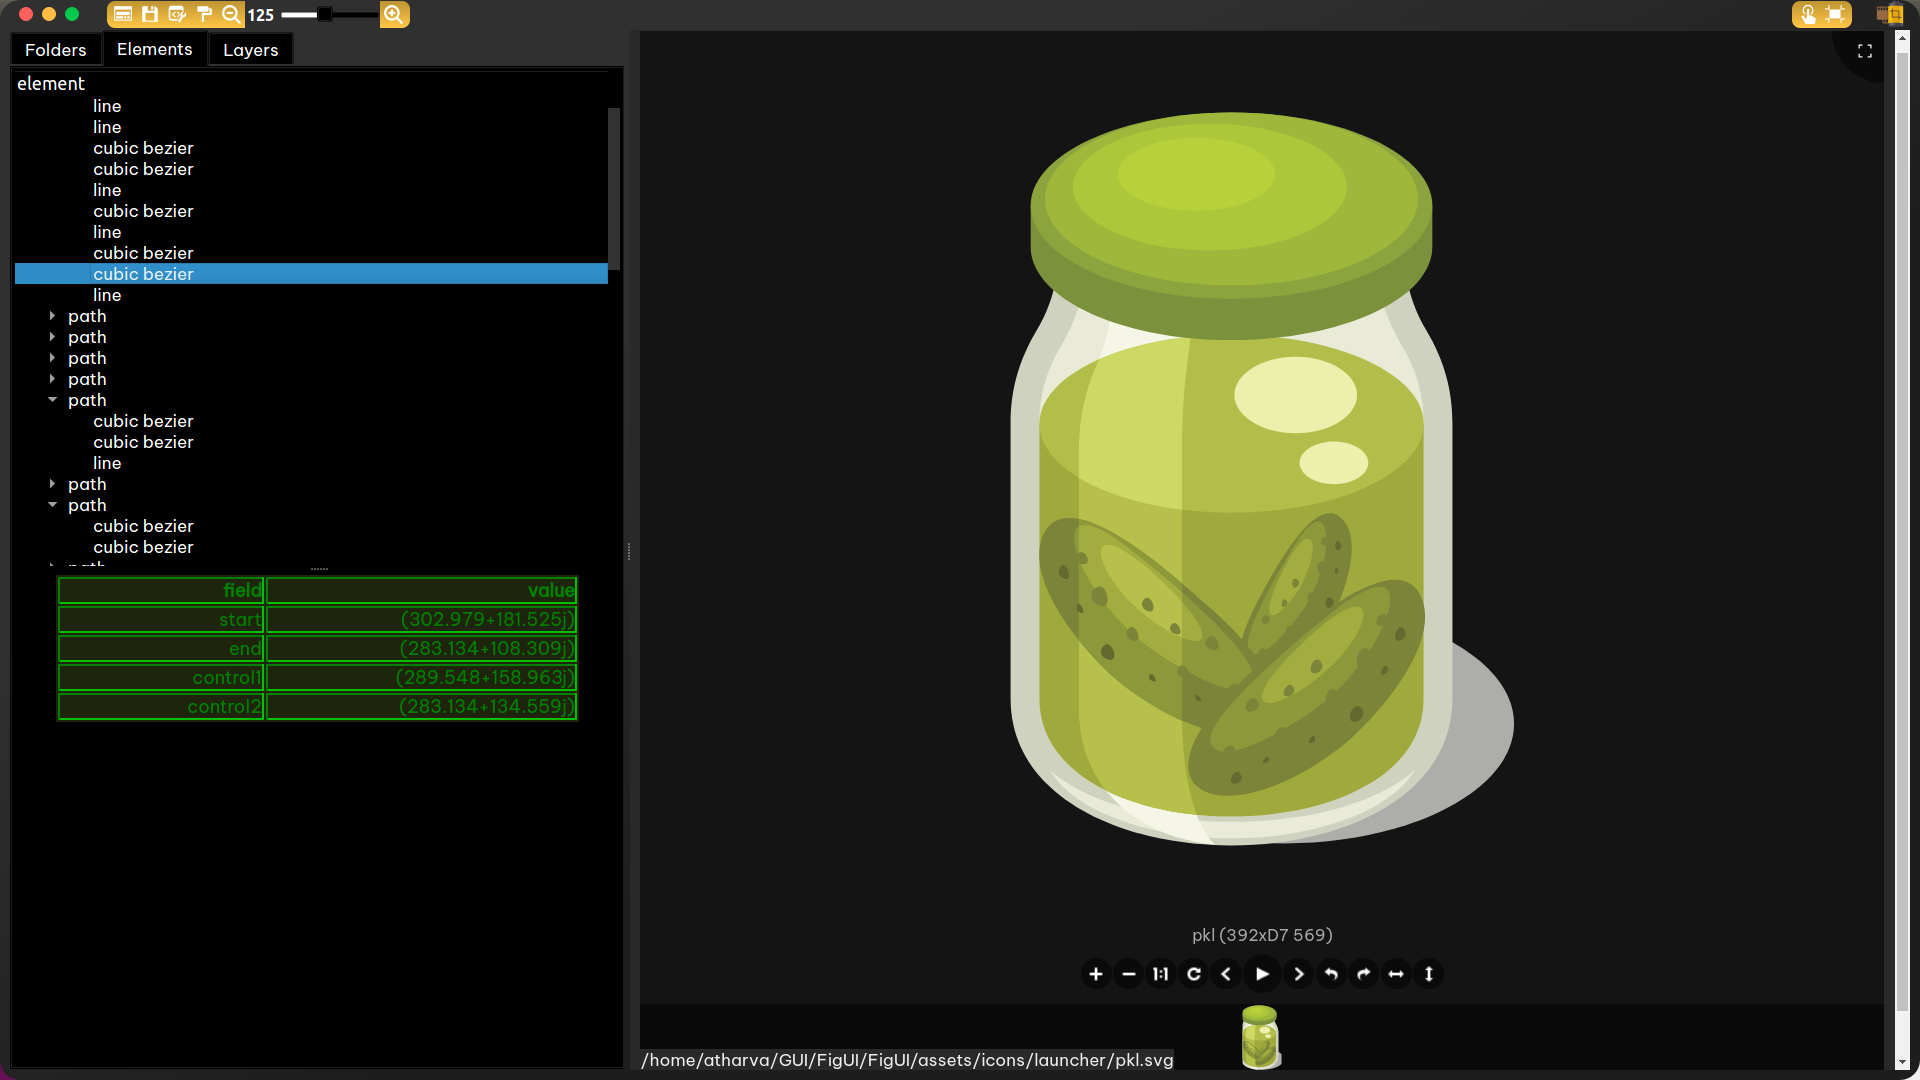 125
Folders Elements Layers
element
line
line
cubic bezier
cubic bezier
line
cubic bezier
line
cubic bezier
cubic bezier
line
path
path
path
path
path
cubic bezier
cubic bezier
line
path
path
cubic bezier
cubic bezier
path
field value
start (302.979+181.525j)
end (283.134+108.309j)
control1 (289.548+158.963j)
control2 (283.134+134.559j)
pkl (392xD7 569)
1:1
/home/atharva/GUI/FigUI/FigUI/assets/icons/launcher/pkl.svg